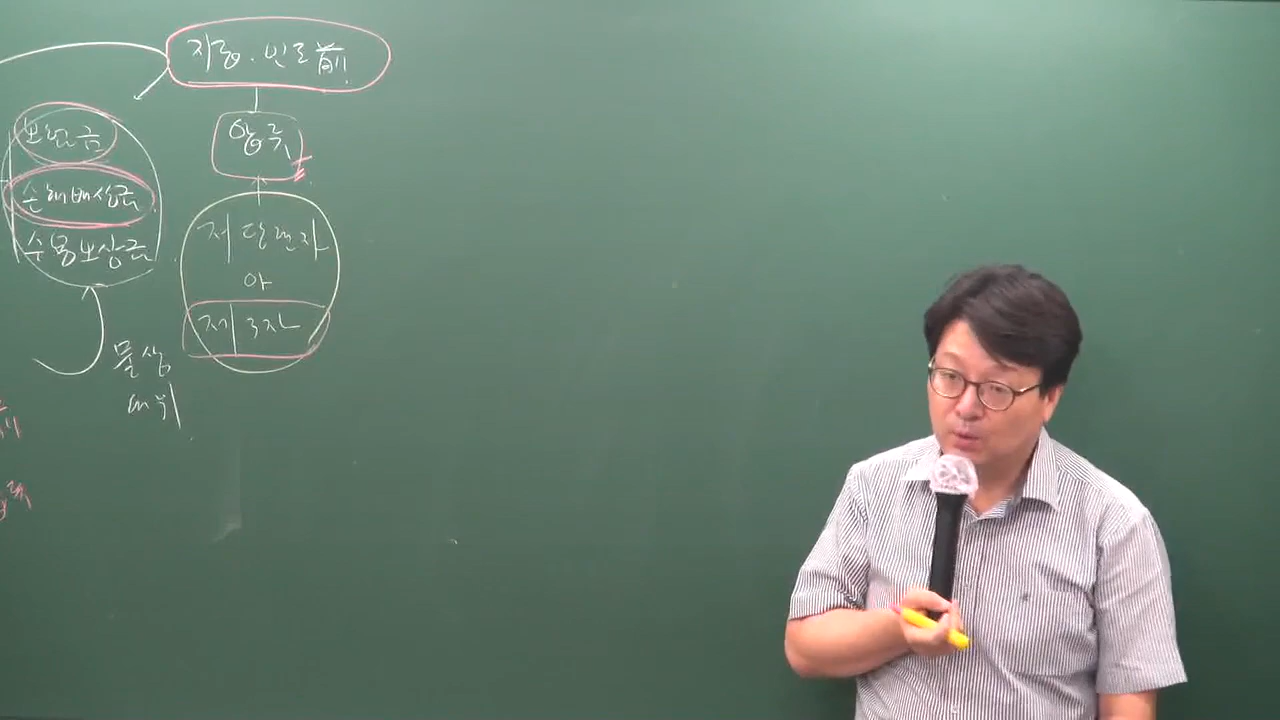 지급·인도 前!
보험금
손해배상금
수용보상금
압류
저당권자
or
제3자
물상
대위